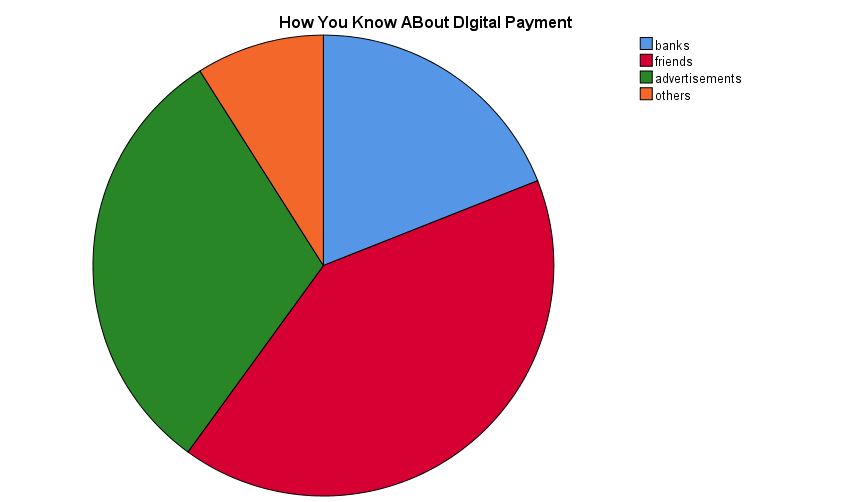 How You Know ABout DIgital Payment
banks
friends
advertisements
others